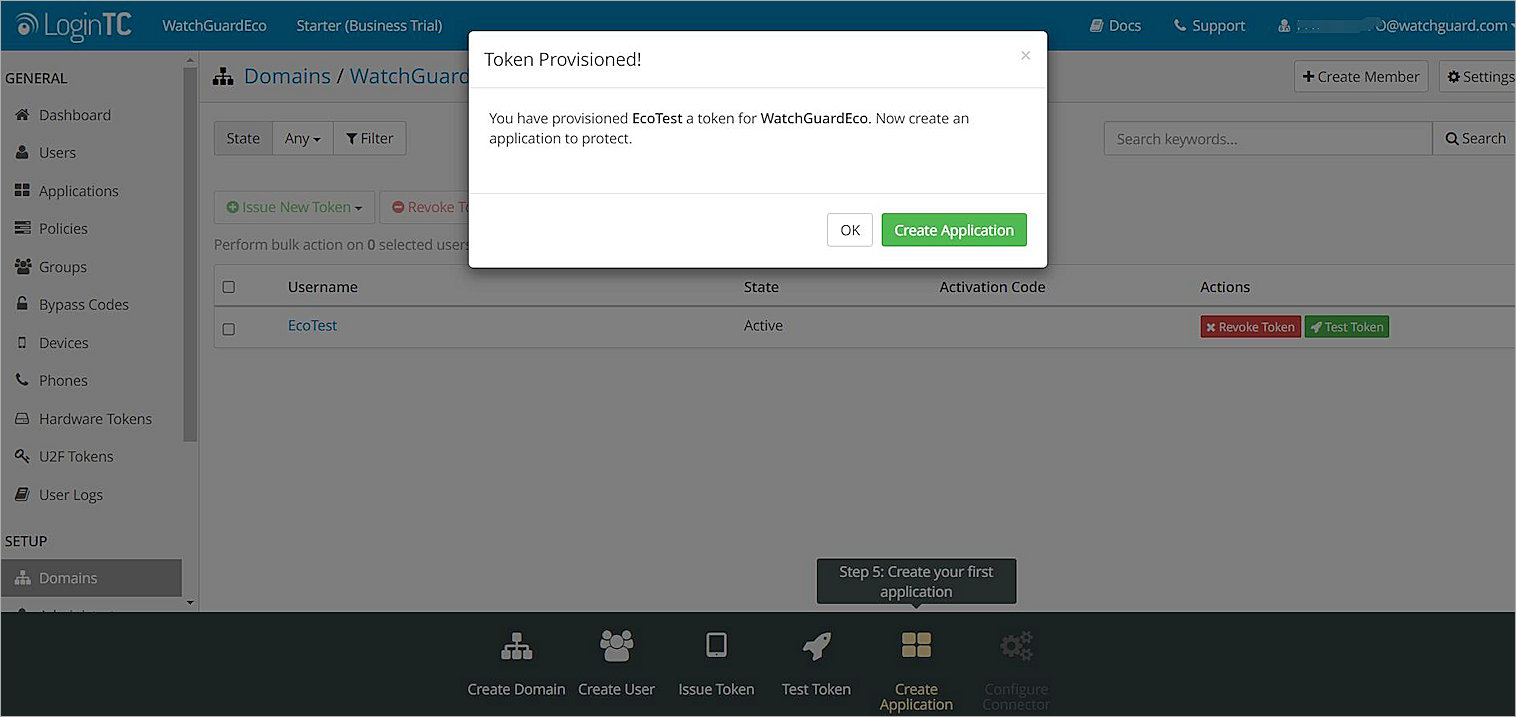 LoginTC WatchGuardEco Starter (Business Trial) Docs Support O@watchguard.com
Token Provisioned! ×
You have provisioned EcoTest a token for WatchGuardEco. Now create an
application to protect.
OK Create Application
GENERAL
Dashboard
Users
Applications
Policies
Groups
Bypass Codes
Devices
Phones
Hardware Tokens
U2F Tokens
User Logs
SETUP
Domains
Domains / WatchGuard
Create Member Settings
State Any Filter
Search keywords... Search
Issue New Token Revoke
Perform bulk action on 0 selected users
Username State Activation Code Actions
EcoTest Active Revoke Token Test Token
Step 5: Create your first
application
Create Domain Create User Issue Token Test Token Create
Application Configure
Connector